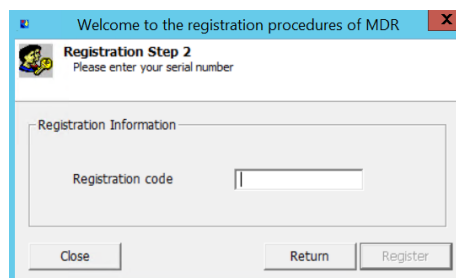 Welcome to the registration procedures of MDR
X
Registration Step 2
Please enter your serial number
Registration Information
Registration code
Close
Return
Register